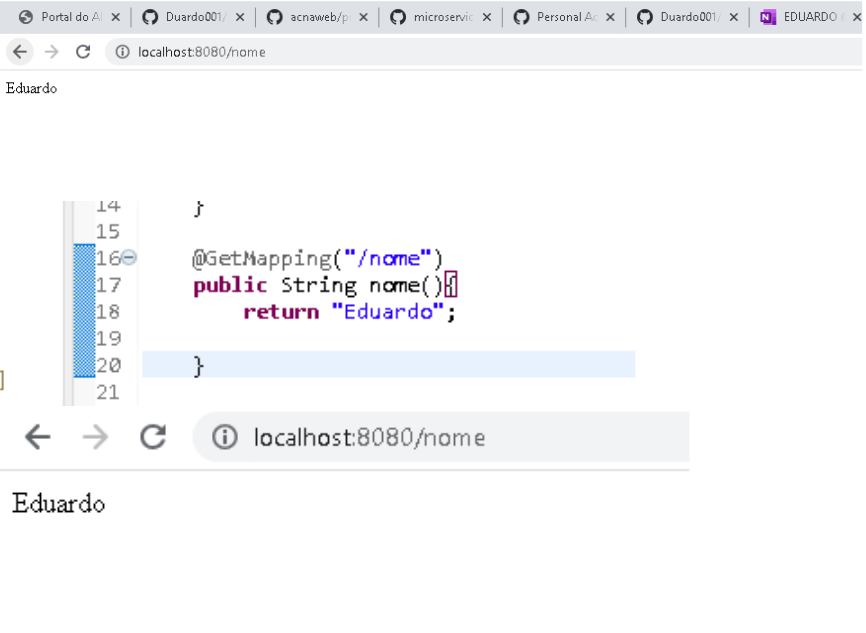 Portal do Al
Duardo001/
acnaweb/p
microservic
Personal Ac
Duardo001/
EDUARDO
localhost:8080/nome
Eduardo
14 }
15
16 @GetMapping("/nome")
17 public String nome(){
18 return "Eduardo";
19
20 }
21
localhost:8080/nome
Eduardo